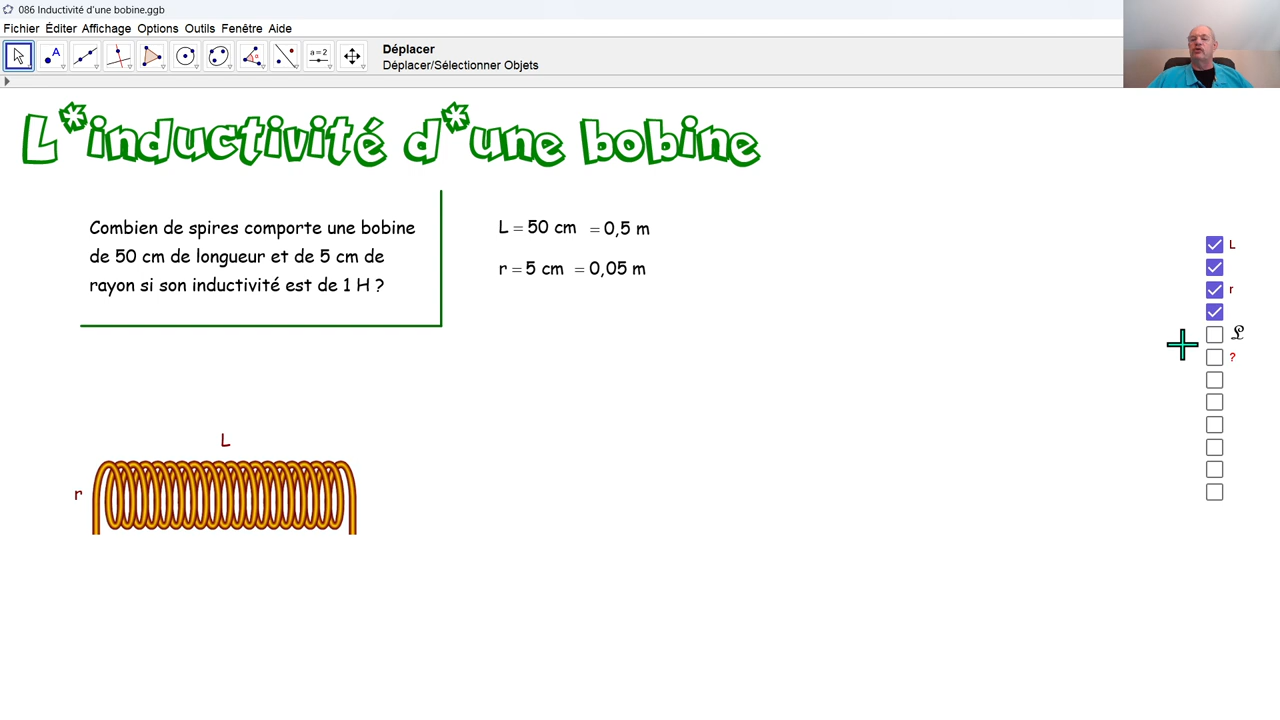 086 Inductivité d'une bobine.ggb
Fichier Éditer Affichage Options Outils Fenêtre Aide
A
a=2
Déplacer
Déplacer/Sélectionner Objets
L*inductivité d*une bobine
Combien de spires comporte une bobine
de 50 cm de longueur et de 5 cm de
rayon si son inductivité est de 1 H ?
L = 50 cm = 0,5 m
r = 5 cm = 0,05 m
L
r
ℒ
?
L
r